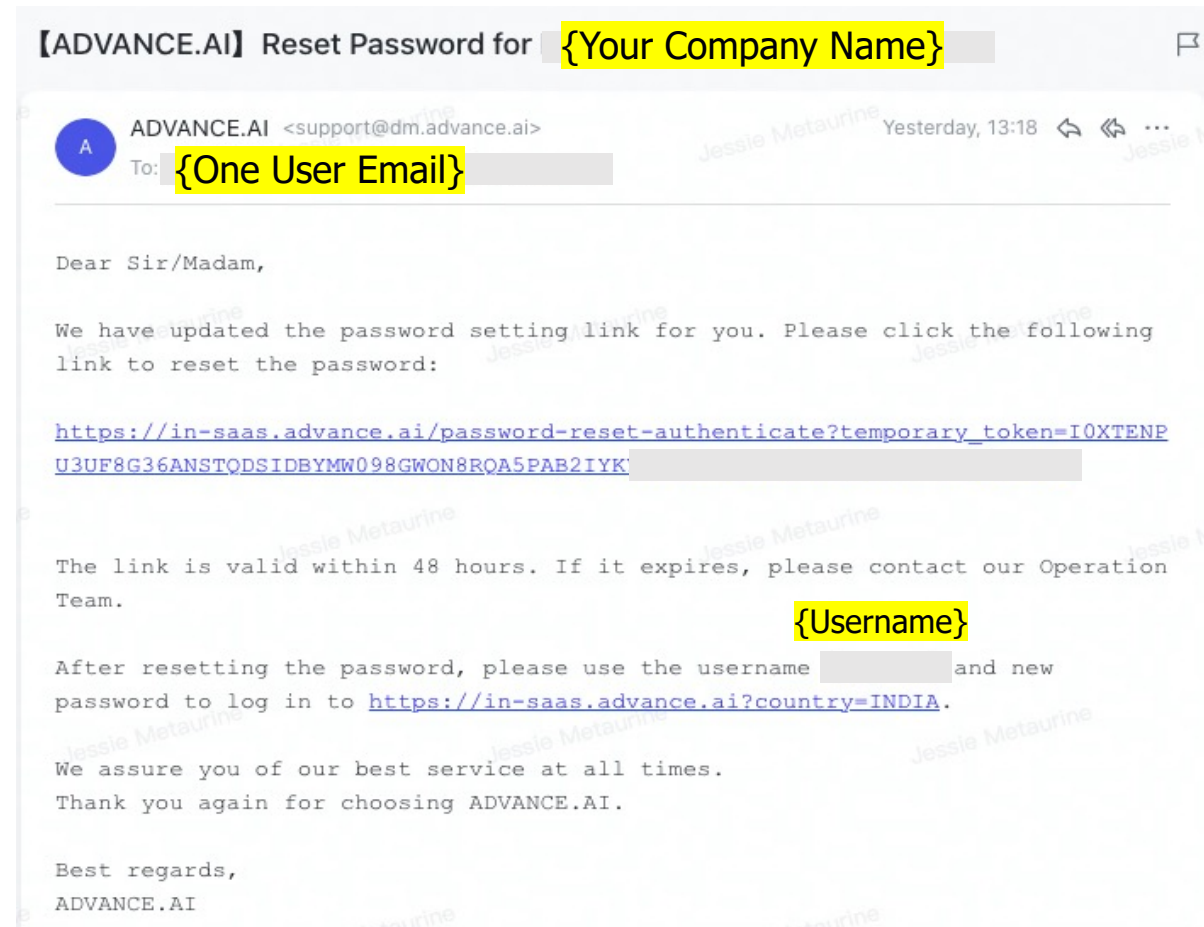 【ADVANCE.AI】Reset Password for {Your Company Name}
A
ADVANCE.AI <support@dm.advance.ai>
Yesterday, 13:18
To: {One User Email}
Dear Sir/Madam,
We have updated the password setting link for you. Please click the following
link to reset the password:
https://in-saas.advance.ai/password-reset-authenticate?temporary_token=I0XTENP
U3UF8G36ANSTQDSIDBYMW098GWON8RQA5PAB2IYK
The link is valid within 48 hours. If it expires, please contact our Operation
Team.
{Username}
After resetting the password, please use the username and new
password to log in to https://in-saas.advance.ai?country=INDIA.
We assure you of our best service at all times.
Thank you again for choosing ADVANCE.AI.
Best regards,
ADVANCE.AI
Jessie Metaurine